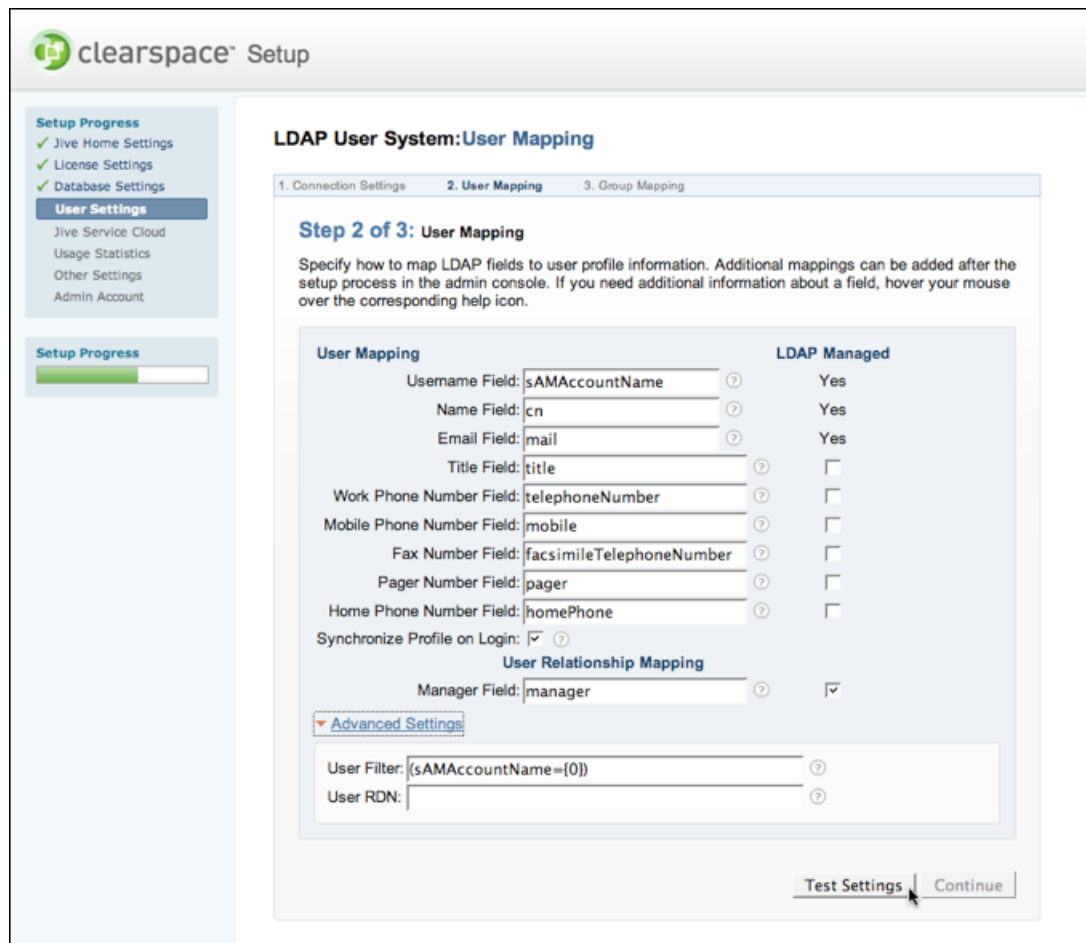 clearspace™ Setup
Setup Progress
✓ Jive Home Settings
✓ License Settings
✓ Database Settings
User Settings
Jive Service Cloud
Usage Statistics
Other Settings
Admin Account
Setup Progress
LDAP User System:User Mapping
1. Connection Settings 2. User Mapping 3. Group Mapping
Step 2 of 3: User Mapping
Specify how to map LDAP fields to user profile information. Additional mappings can be added after the
setup process in the admin console. If you need additional information about a field, hover your mouse
over the corresponding help icon.
User Mapping LDAP Managed
Username Field: sAMAccountName ? Yes
Name Field: cn ? Yes
Email Field: mail ? Yes
Title Field: title ?
Work Phone Number Field: telephoneNumber ?
Mobile Phone Number Field: mobile ?
Fax Number Field: facsimileTelephoneNumber ?
Pager Number Field: pager ?
Home Phone Number Field: homePhone ?
Synchronize Profile on Login: ?
User Relationship Mapping
Manager Field: manager ?
Advanced Settings
User Filter: (sAMAccountName={0}) ?
User RDN: ?
Test Settings Continue